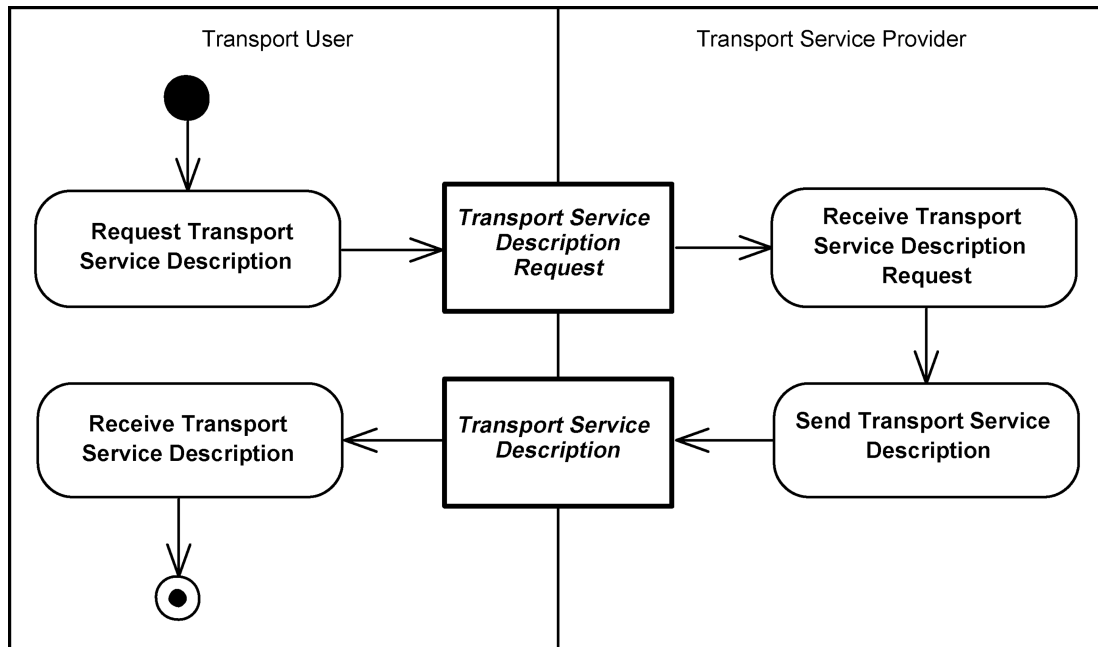 Transport User
Transport Service Provider
Request Transport
Service Description
Transport Service
Description
Request
Receive Transport
Service Description
Request
Receive Transport
Service Description
Transport Service
Description
Send Transport Service
Description